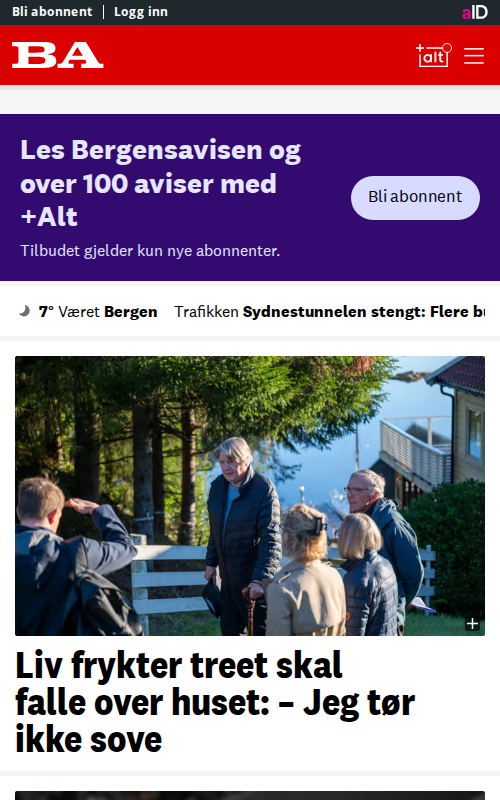 Bli abonnent Logg inn aID
BA +alt
Les Bergensavisen og
over 100 aviser med
+Alt
Bli abonnent
Tilbudet gjelder kun nye abonnenter.
7° Været Bergen Trafikken Sydnestunnelen stengt: Flere
Liv frykter treet skal
falle over huset: – Jeg tør
ikke sove